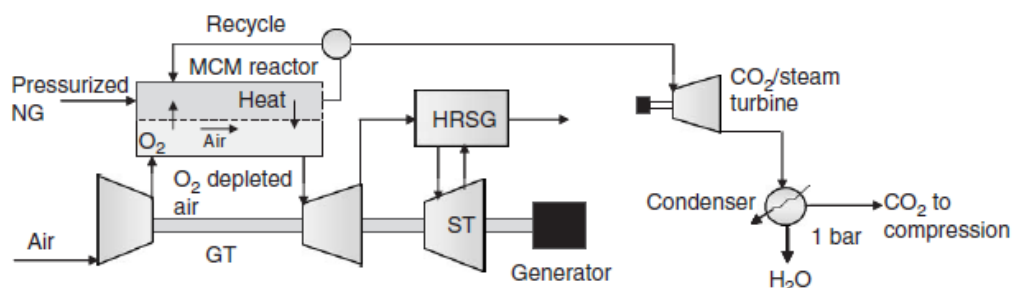 Recycle
MCM reactor
Pressurized
NG
Heat
O₂
Air
CO₂/steam
turbine
HRSG
O₂ depleted
air
Air
GT
ST
Generator
Condenser
CO₂ to
compression
1 bar
H₂O